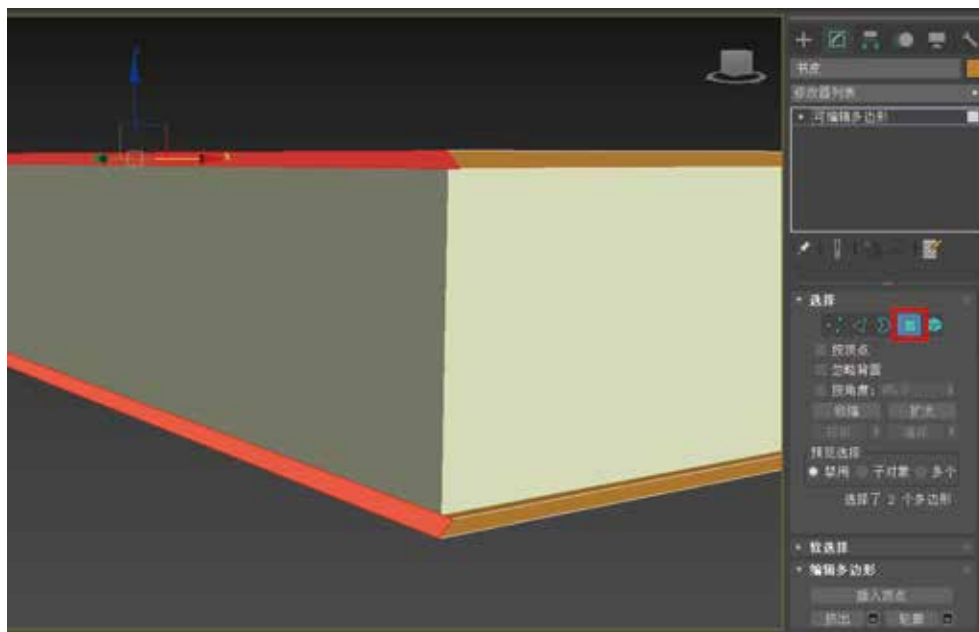 书皮
修改器列表
可编辑多边形
选择
按顶点
忽略背面
按角度:
收缩 扩大
预览选择
禁用 子对象 多个
选择了 2 个多边形
软选择
编辑多边形
插入顶点
挤出 轮廓